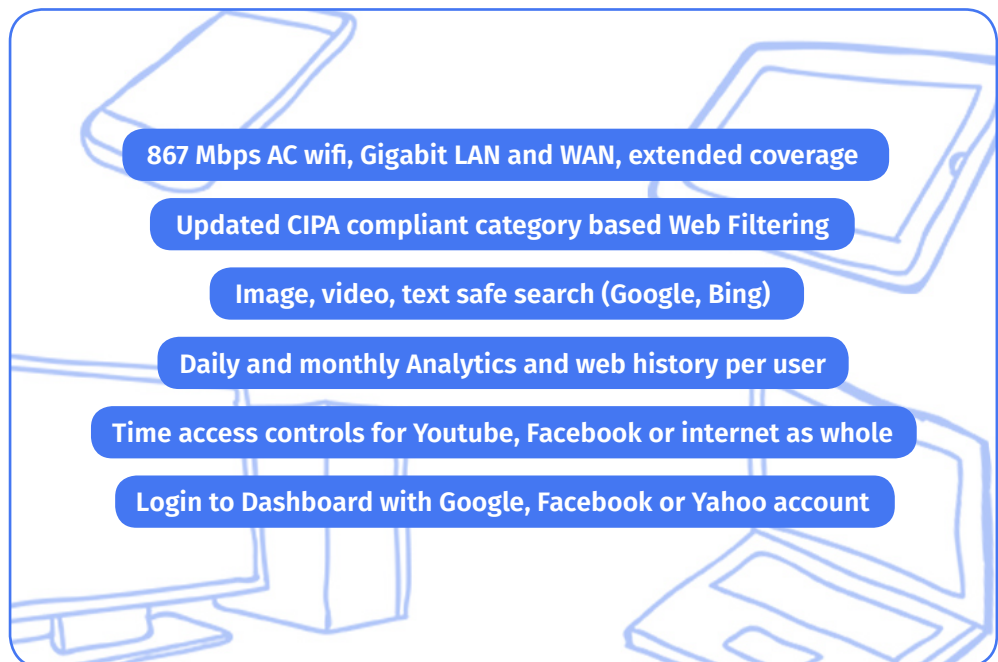 867 Mbps AC wifi, Gigabit LAN and WAN, extended coverage
Updated CIPA compliant category based Web Filtering
Image, video, text safe search (Google, Bing)
Daily and monthly Analytics and web history per user
Time access controls for Youtube, Facebook or internet as whole
Login to Dashboard with Google, Facebook or Yahoo account